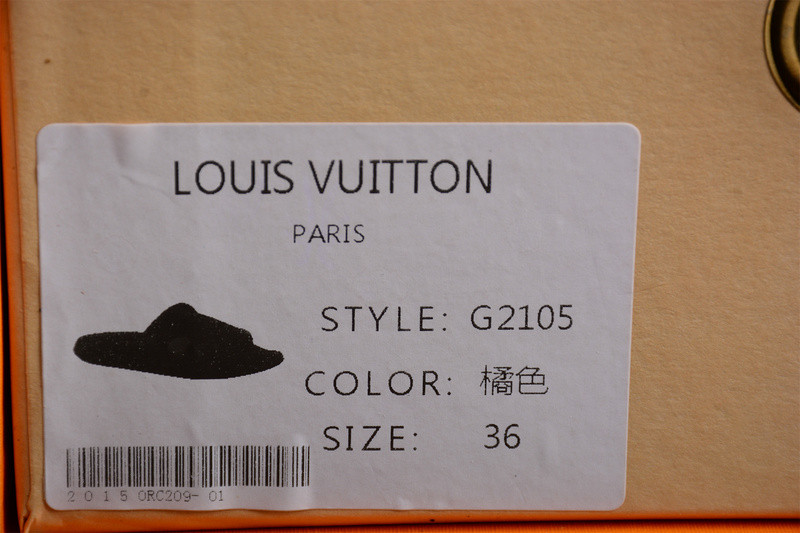 LOUIS VUITTON
PARIS
STYLE: G2105
COLOR: 橘色
SIZE: 36
2 0 1 5 0RC209- 01